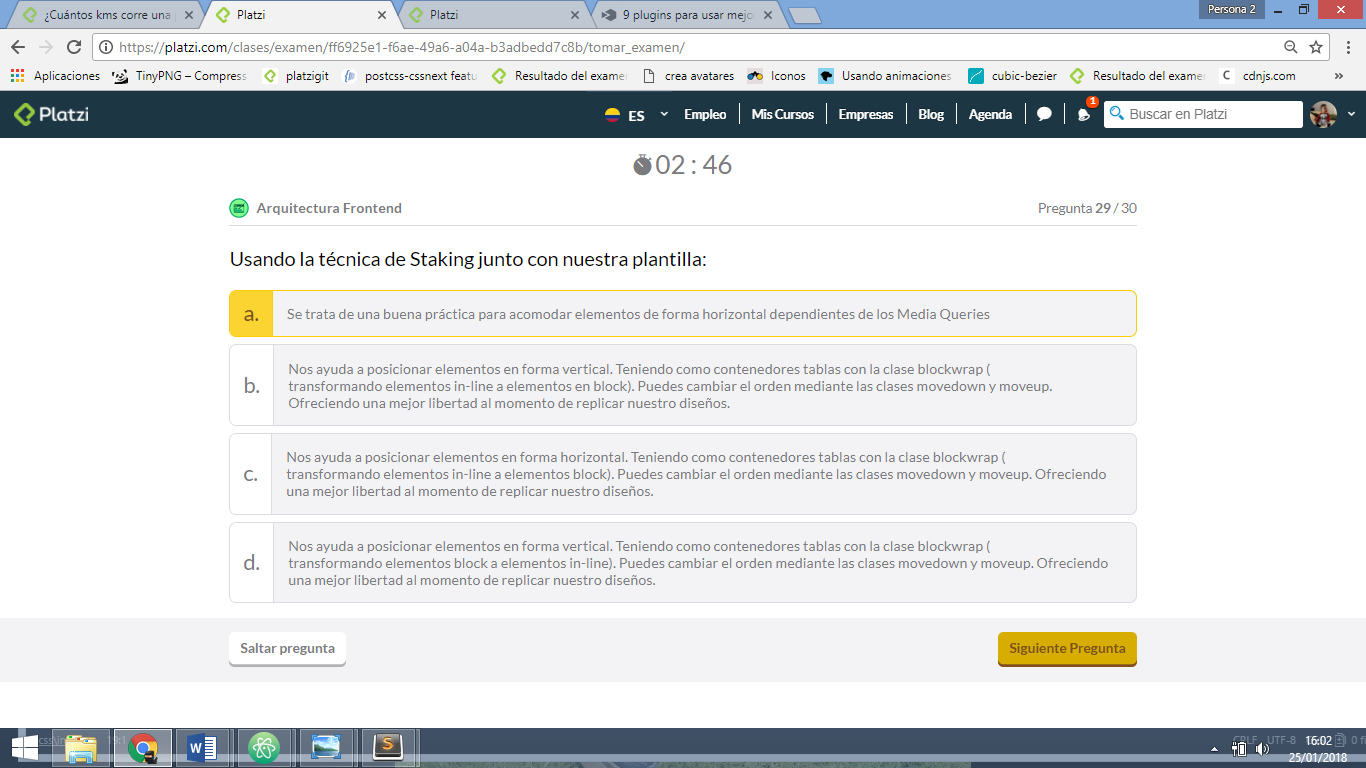 ¿Cuántos kms corre una
Platzi
Platzi
9 plugins para usar mejo
Persona 2
https://platzi.com/clases/examen/ff6925e1-f6ae-49a6-a04a-b3adbedd7c8b/tomar_examen/
Aplicaciones
TinyPNG – Compress
platzigit
postcss-cssnext featu
Resultado del exame
crea avatares
Iconos
Usando animaciones
cubic-bezier
Resultado del exame
cdnjs.com
»
Platzi
ES
Empleo
Mis Cursos
Empresas
Blog
Agenda
1
Buscar en Platzi
02 : 46
Arquitectura Frontend
Pregunta 29 / 30
Usando la técnica de Staking junto con nuestra plantilla:
a.
Se trata de una buena práctica para acomodar elementos de forma horizontal dependientes de los Media Queries
b.
Nos ayuda a posicionar elementos en forma vertical. Teniendo como contenedores tablas con la clase blockwrap (
transformando elementos in-line a elementos en block). Puedes cambiar el orden mediante las clases movedown y moveup.
Ofreciendo una mejor libertad al momento de replicar nuestro diseños.
c.
Nos ayuda a posicionar elementos en forma horizontal. Teniendo como contenedores tablas con la clase blockwrap (
transformando elementos in-line a elementos block). Puedes cambiar el orden mediante las clases movedown y moveup. Ofreciendo
una mejor libertad al momento de replicar nuestro diseños.
d.
Nos ayuda a posicionar elementos en forma vertical. Teniendo como contenedores tablas con la clase blockwrap (
transformando elementos block a elementos in-line). Puedes cambiar el orden mediante las clases movedown y moveup. Ofreciendo
una mejor libertad al momento de replicar nuestro diseños.
Saltar pregunta
Siguiente Pregunta
CRLF
UTF-8
16:02
25/01/2018